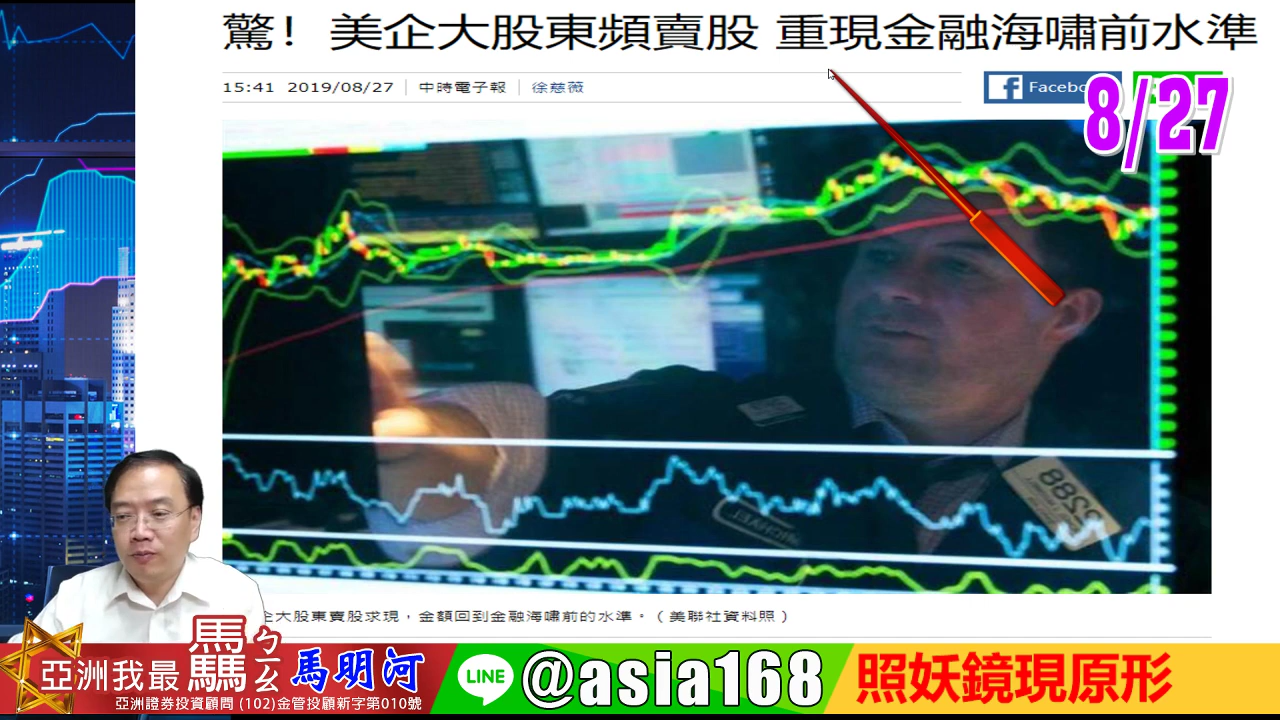 驚！美企大股東頻賣股 重現金融海嘯前水準
15:41 2019/08/27 中時電子報 徐慈薇
8/27
2288
大股東賣股求現，金額回到金融海嘯前的水準。（美聯社資料照）
亞洲我最馬騳ㄅㄛ 馬明河
亞洲證券投資顧問 (102)金管投顧新字第010號
LINE @asia168
照妖鏡現原形